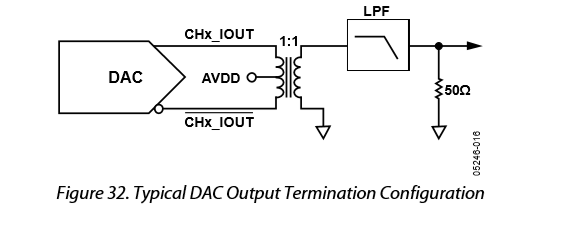 LPF
CHx_IOUT
1:1
DAC
AVDD
50Ω
CHx_IOUT
05246-016
Figure 32. Typical DAC Output Termination Configuration